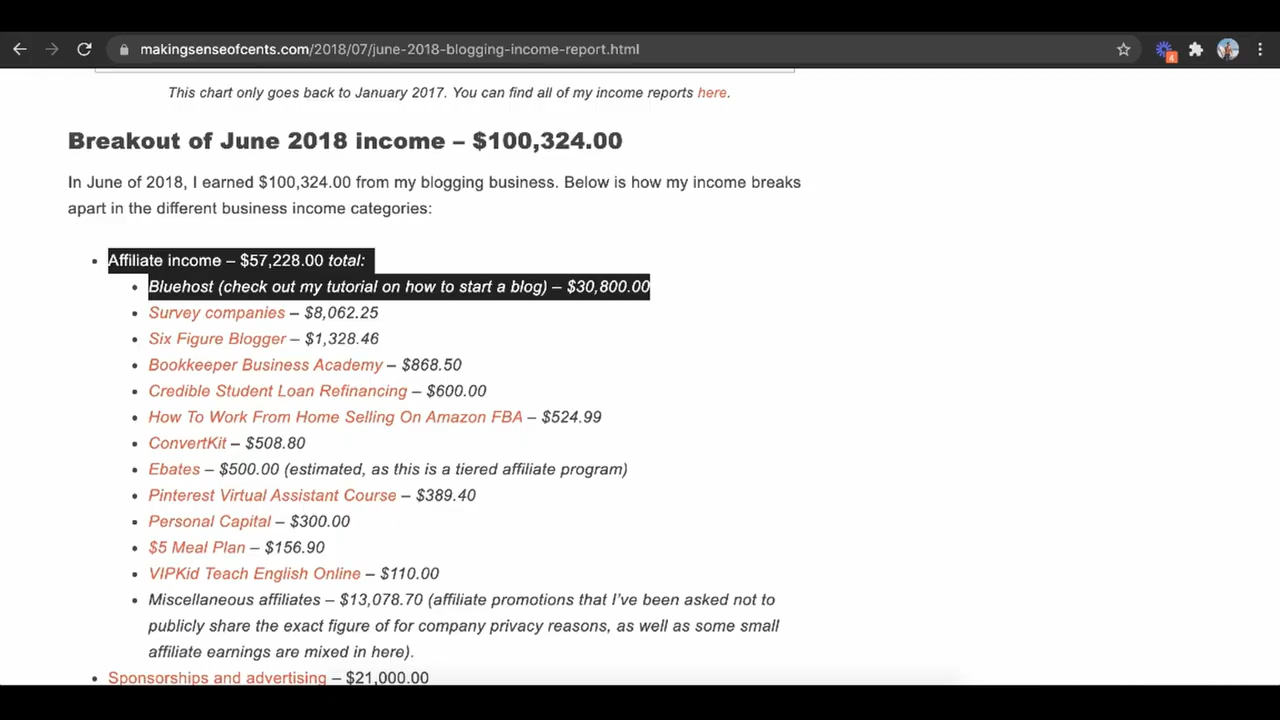 makingsenseofcents.com/2018/07/june-2018-blogging-income-report.html
4
This chart only goes back to January 2017. You can find all of my income reports here.
Breakout of June 2018 income – $100,324.00
In June of 2018, I earned $100,324.00 from my blogging business. Below is how my income breaks
apart in the different business income categories:
Affiliate income – $57,228.00 total:
Bluehost (check out my tutorial on how to start a blog) – $30,800.00
Survey companies – $8,062.25
Six Figure Blogger – $1,328.46
Bookkeeper Business Academy – $868.50
Credible Student Loan Refinancing – $600.00
How To Work From Home Selling On Amazon FBA – $524.99
ConvertKit – $508.80
Ebates – $500.00 (estimated, as this is a tiered affiliate program)
Pinterest Virtual Assistant Course – $389.40
Personal Capital – $300.00
$5 Meal Plan – $156.90
VIPKid Teach English Online – $110.00
Miscellaneous affiliates – $13,078.70 (affiliate promotions that I've been asked not to
publicly share the exact figure of for company privacy reasons, as well as some small
affiliate earnings are mixed in here).
Sponsorships and advertising – $21,000.00